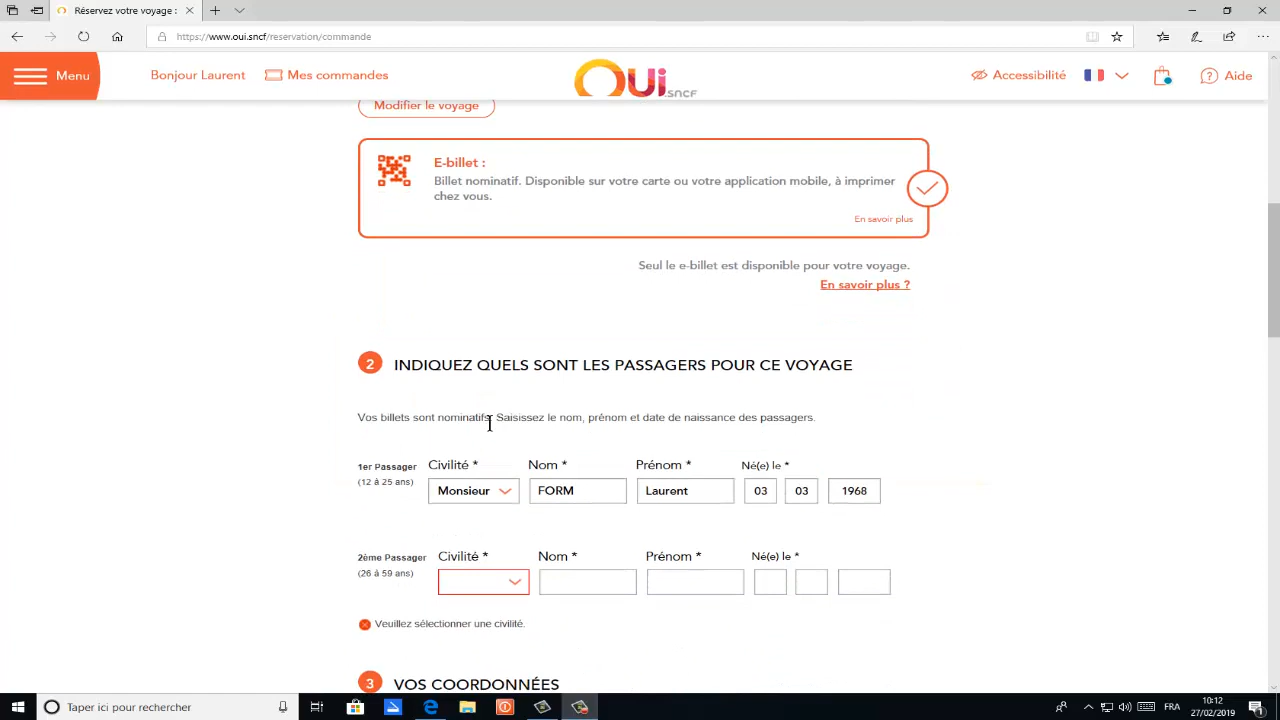 Réservez votre voyage :
https://www.oui.sncf/reservation/commande
Menu
Bonjour Laurent
Mes commandes
OUI.SNCF
Accessibilité
Aide
Modifier le voyage
E-billet :
Billet nominatif. Disponible sur votre carte ou votre application mobile, à imprimer
chez vous.
En savoir plus
Seul le e-billet est disponible pour votre voyage.
En savoir plus ?
2 INDIQUEZ QUELS SONT LES PASSAGERS POUR CE VOYAGE
Vos billets sont nominatifs. Saisissez le nom, prénom et date de naissance des passagers.
1er Passager Civilité * Nom * Prénom * Né(e) le *
(12 à 25 ans) Monsieur FORM Laurent 03 03 1968
2ème Passager Civilité * Nom * Prénom * Né(e) le *
(26 à 59 ans)
Veuillez sélectionner une civilité.
3 VOS COORDONNÉES
Taper ici pour rechercher
10:12
27/02/2019